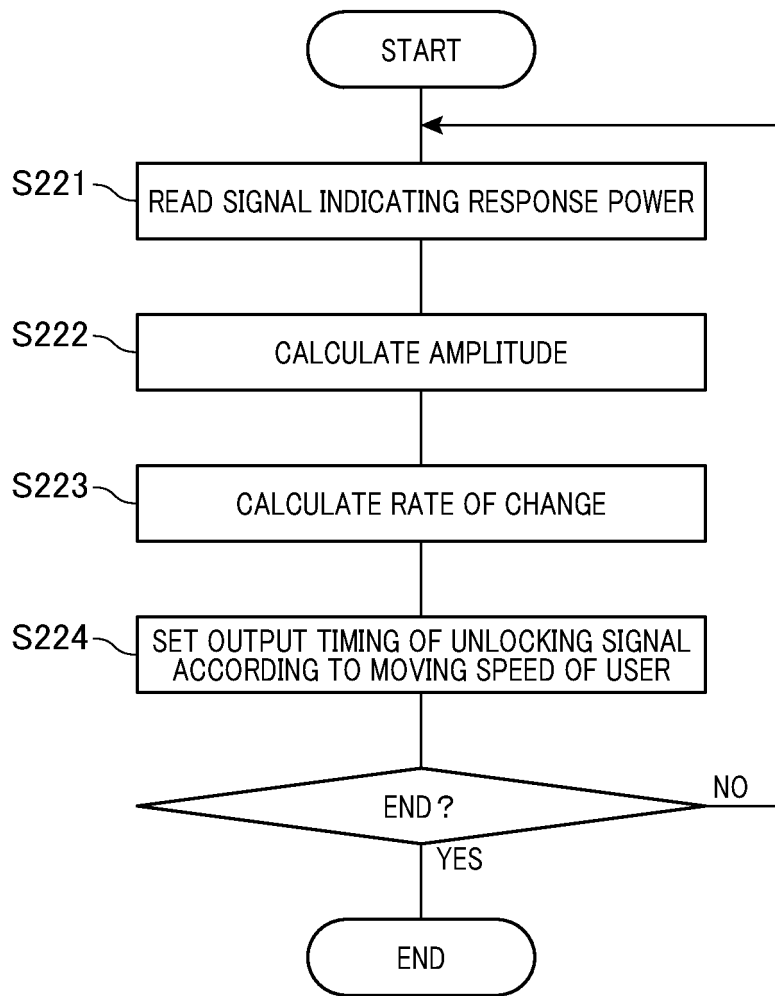 START
S221
READ SIGNAL INDICATING RESPONSE POWER
S222
CALCULATE AMPLITUDE
S223
CALCULATE RATE OF CHANGE
S224
SET OUTPUT TIMING OF UNLOCKING SIGNAL
ACCORDING TO MOVING SPEED OF USER
END?
NO
YES
END